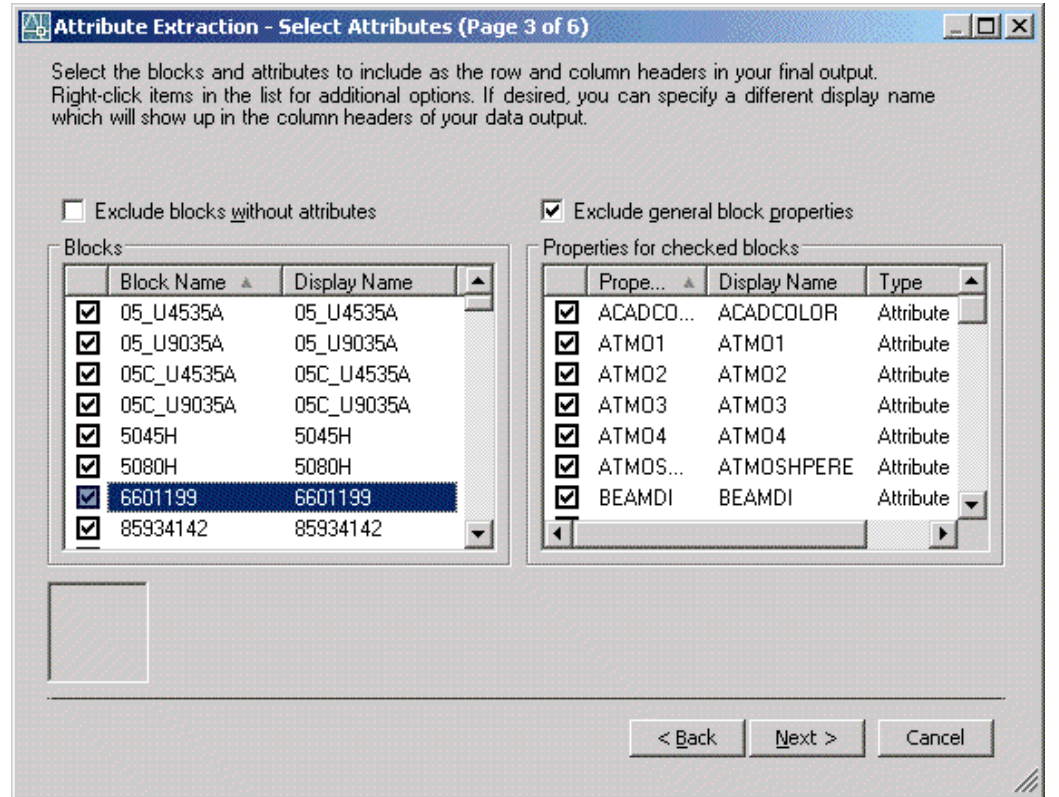 Attribute Extraction - Select Attributes (Page 3 of 6)
Select the blocks and attributes to include as the row and column headers in your final output.
Right-click items in the list for additional options. If desired, you can specify a different display name
which will show up in the column headers of your data output.
Exclude blocks without attributes
Exclude general block properties
Blocks
Properties for checked blocks
Block Name Display Name
Prope... Display Name Type
05_U4535A 05_U4535A
ACADCO... ACADCOLOR Attribute
05_U9035A 05_U9035A
ATMO1 ATMO1 Attribute
05C_U4535A 05C_U4535A
ATMO2 ATMO2 Attribute
05C_U9035A 05C_U9035A
ATMO3 ATMO3 Attribute
5045H 5045H
ATMO4 ATMO4 Attribute
5080H 5080H
ATMOS... ATMOSHPERE Attribute
6601199 6601199
BEAMDI BEAMDI Attribute
85934142 85934142
< Back Next > Cancel